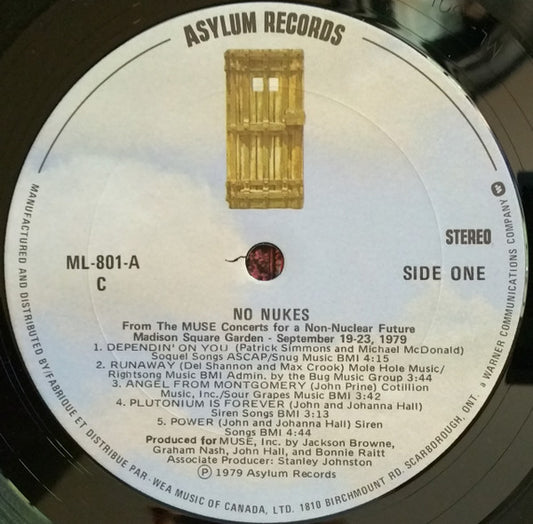 ASYLUM RECORDS
STEREO
ML-801-A
C
SIDE ONE
NO NUKES
From The MUSE Concerts for a Non-Nuclear Future
Madison Square Garden - September 19-23, 1979
1. DEPENDIN' ON YOU (Patrick Simmons and Michael McDonald)
Soquel Songs ASCAP/Snug Music BMI 4:15
2. RUNAWAY (Del Shannon and Max Crook) Mole Hole Music/
Rightsong Music BMI Admin. by the Bug Music Group 3:44
3. ANGEL FROM MONTGOMERY (John Prine) Cotillion
Music, Inc./Sour Grapes Music BMI 3:42
4. PLUTONIUM IS FOREVER (John and Johanna Hall)
Siren Songs BMI 3:13
5. POWER (John and Johanna Hall) Siren
Songs BMI 4:44
Produced for MUSE, Inc. by Jackson Browne,
Graham Nash, John Hall, and Bonnie Raitt
Associate Producer: Stanley Johnston
℗ 1979 Asylum Records
MANUFACTURED AND DISTRIBUTED BY/FABRIQUE ET DISTRIBUE PAR - WEA MUSIC OF CANADA, LTD. 1810 BIRCHMOUNT RD. SCARBOROUGH, ONT. a WARNER COMMUNICATIONS COMPANY